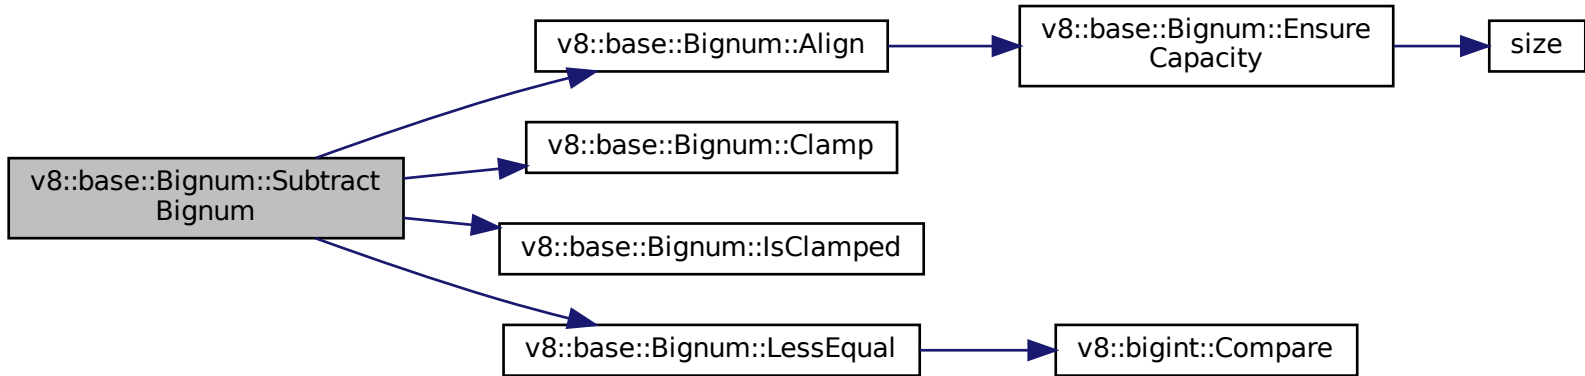 v8::base::Bignum::Subtract
Bignum
v8::base::Bignum::Align
v8::base::Bignum::Ensure
Capacity
size
v8::base::Bignum::Clamp
v8::base::Bignum::IsClamped
v8::base::Bignum::LessEqual
v8::bigint::Compare